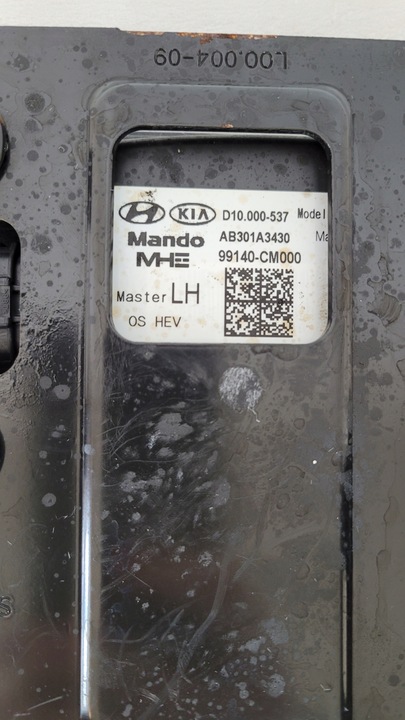 L00.004-09
HYUNDAI KIA D10.000-537 Model
Mando AB301A3430 Ma
MHE 99140-CM000
Master LH
OS HEV